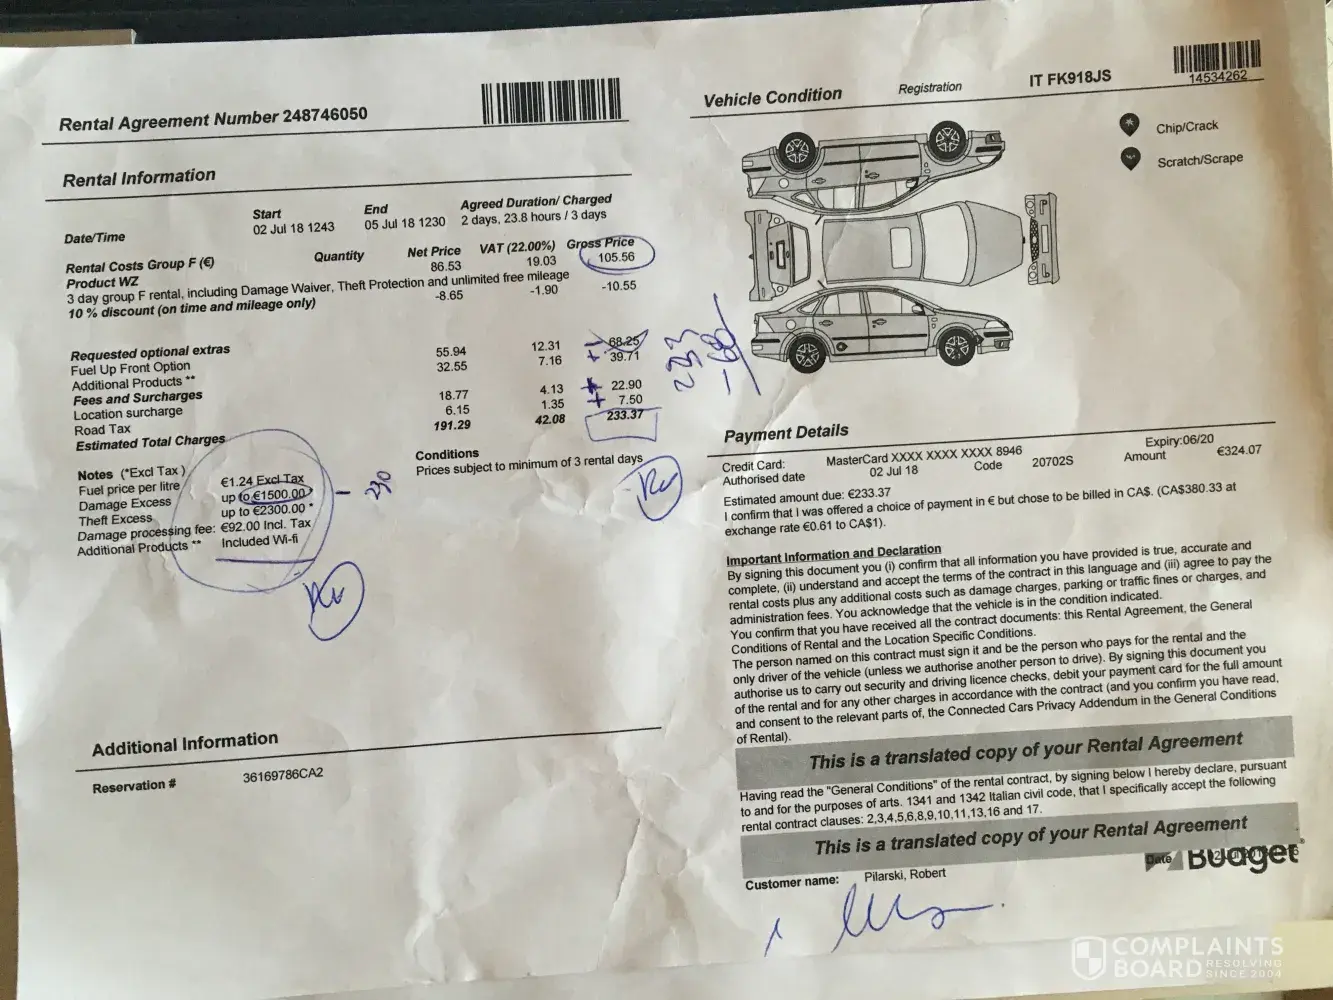 Rental Agreement Number 248746050
Rental Information
Start
End
Agreed Duration/ Charged
Date/Time
02 Jul 18 1243
05 Jul 18 1230
2 days, 23.8 hours / 3 days
Quantity
Net Price
VAT (22.00%)
Gross Price
Rental Costs Group F (€)
86.53
19.03
105.56
Product WZ
3 day group F rental, including Damage Waiver, Theft Protection and unlimited free mileage
10 % discount (on time and mileage only)
-8.65
-1.90
-10.55
Requested optional extras
Fuel Up Front Option
55.94
12.31
68.25
Additional Products **
32.55
7.16
39.71
Fees and Surcharges
Location surcharge
18.77
4.13
22.90
Road Tax
6.15
1.35
7.50
Estimated Total Charges
191.29
42.08
233.37
Notes (*Excl Tax )
Fuel price per litre
€1.24 Excl Tax
Damage Excess
up to €1500.00 *
Theft Excess
up to €2300.00 *
Damage processing fee: €92.00 Incl. Tax
Additional Products **
Included Wi-fi
Conditions
Prices subject to minimum of 3 rental days
- 230
233
- 68
Additional Information
Reservation #
36169786CA2
Vehicle Condition
Registration
IT FK918JS
14534262
Chip/Crack
Scratch/Scrape
Payment Details
Credit Card:
MasterCard XXXX XXXX XXXX 8946
Expiry:06/20
Authorised date
02 Jul 18
Code
20702S
Amount
€324.07
Estimated amount due: €233.37
I confirm that I was offered a choice of payment in € but chose to be billed in CA$. (CA$380.33 at
exchange rate €0.61 to CA$1).
Important Information and Declaration
By signing this document you (i) confirm that all information you have provided is true, accurate and
complete, (ii) understand and accept the terms of the contract in this language and (iii) agree to pay the
rental costs plus any additional costs such as damage charges, parking or traffic fines or charges, and
administration fees. You acknowledge that the vehicle is in the condition indicated.
You confirm that you have received all the contract documents: this Rental Agreement, the General
Conditions of Rental and the Location Specific Conditions.
The person named on this contract must sign it and be the person who pays for the rental and the
only driver of the vehicle (unless we authorise another person to drive). By signing this document you
authorise us to carry out security and driving licence checks, debit your payment card for the full amount
of the rental and for any other charges in accordance with the contract (and you confirm you have read,
and consent to the relevant parts of, the Connected Cars Privacy Addendum in the General Conditions
of Rental).
This is a translated copy of your Rental Agreement
Having read the "General Conditions" of the rental contract, by signing below I hereby declare, pursuant
to and for the purposes of arts. 1341 and 1342 Italian civil code, that I specifically accept the following
rental contract clauses: 2,3,4,5,6,8,9,10,11,13,16 and 17.
This is a translated copy of your Rental Agreement
Date
Budget
Customer name:
Pilarski, Robert
COMPLAINTS
BOARD RESOLVING SINCE 2004